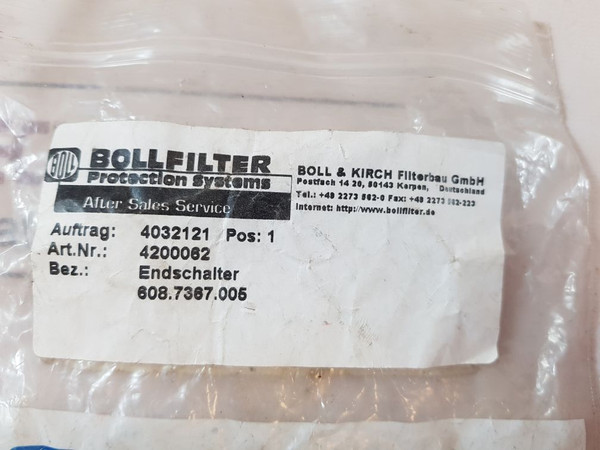 BOLL
BOLLFILTER
Protection Systems
After Sales Service
BOLL & KIRCH Filterbau GmbH
Postfach 14 20, 50143 Kerpen, Deutschland
Tel.: +49 2273 562-0 Fax: +49 2273 562-223
Internet: http://www.bollfilter.de
Auftrag: 4032121 Pos: 1
Art.Nr.: 4200062
Bez.: Endschalter
608.7367.005